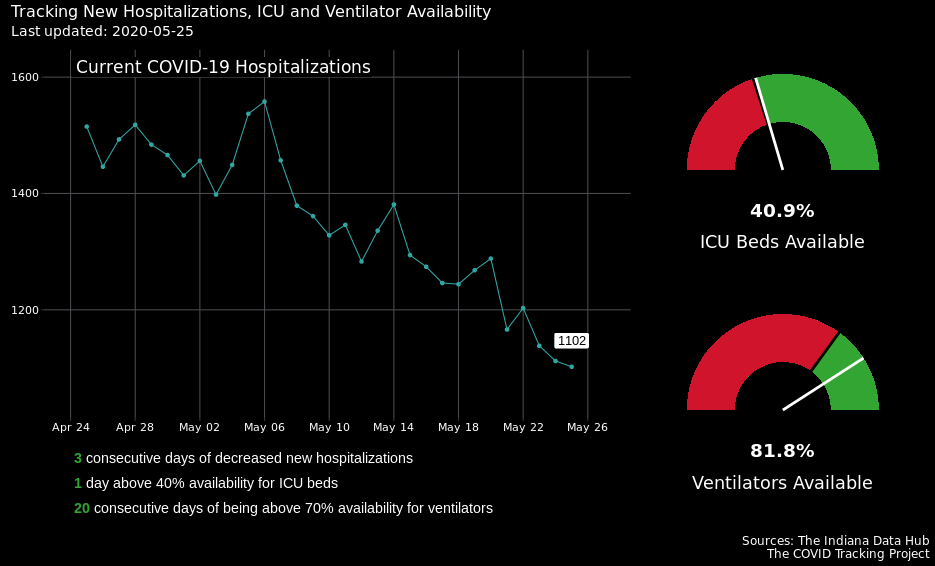 Tracking New Hospitalizations, ICU and Ventilator Availability
Last updated: 2020-05-25
Current COVID-19 Hospitalizations
1600
1400
1200
1102
Apr 24 Apr 28 May 02 May 06 May 10 May 14 May 18 May 22 May 26
3 consecutive days of decreased new hospitalizations
1 day above 40% availability for ICU beds
20 consecutive days of being above 70% availability for ventilators
40.9%
ICU Beds Available
81.8%
Ventilators Available
Sources: The Indiana Data Hub
The COVID Tracking Project